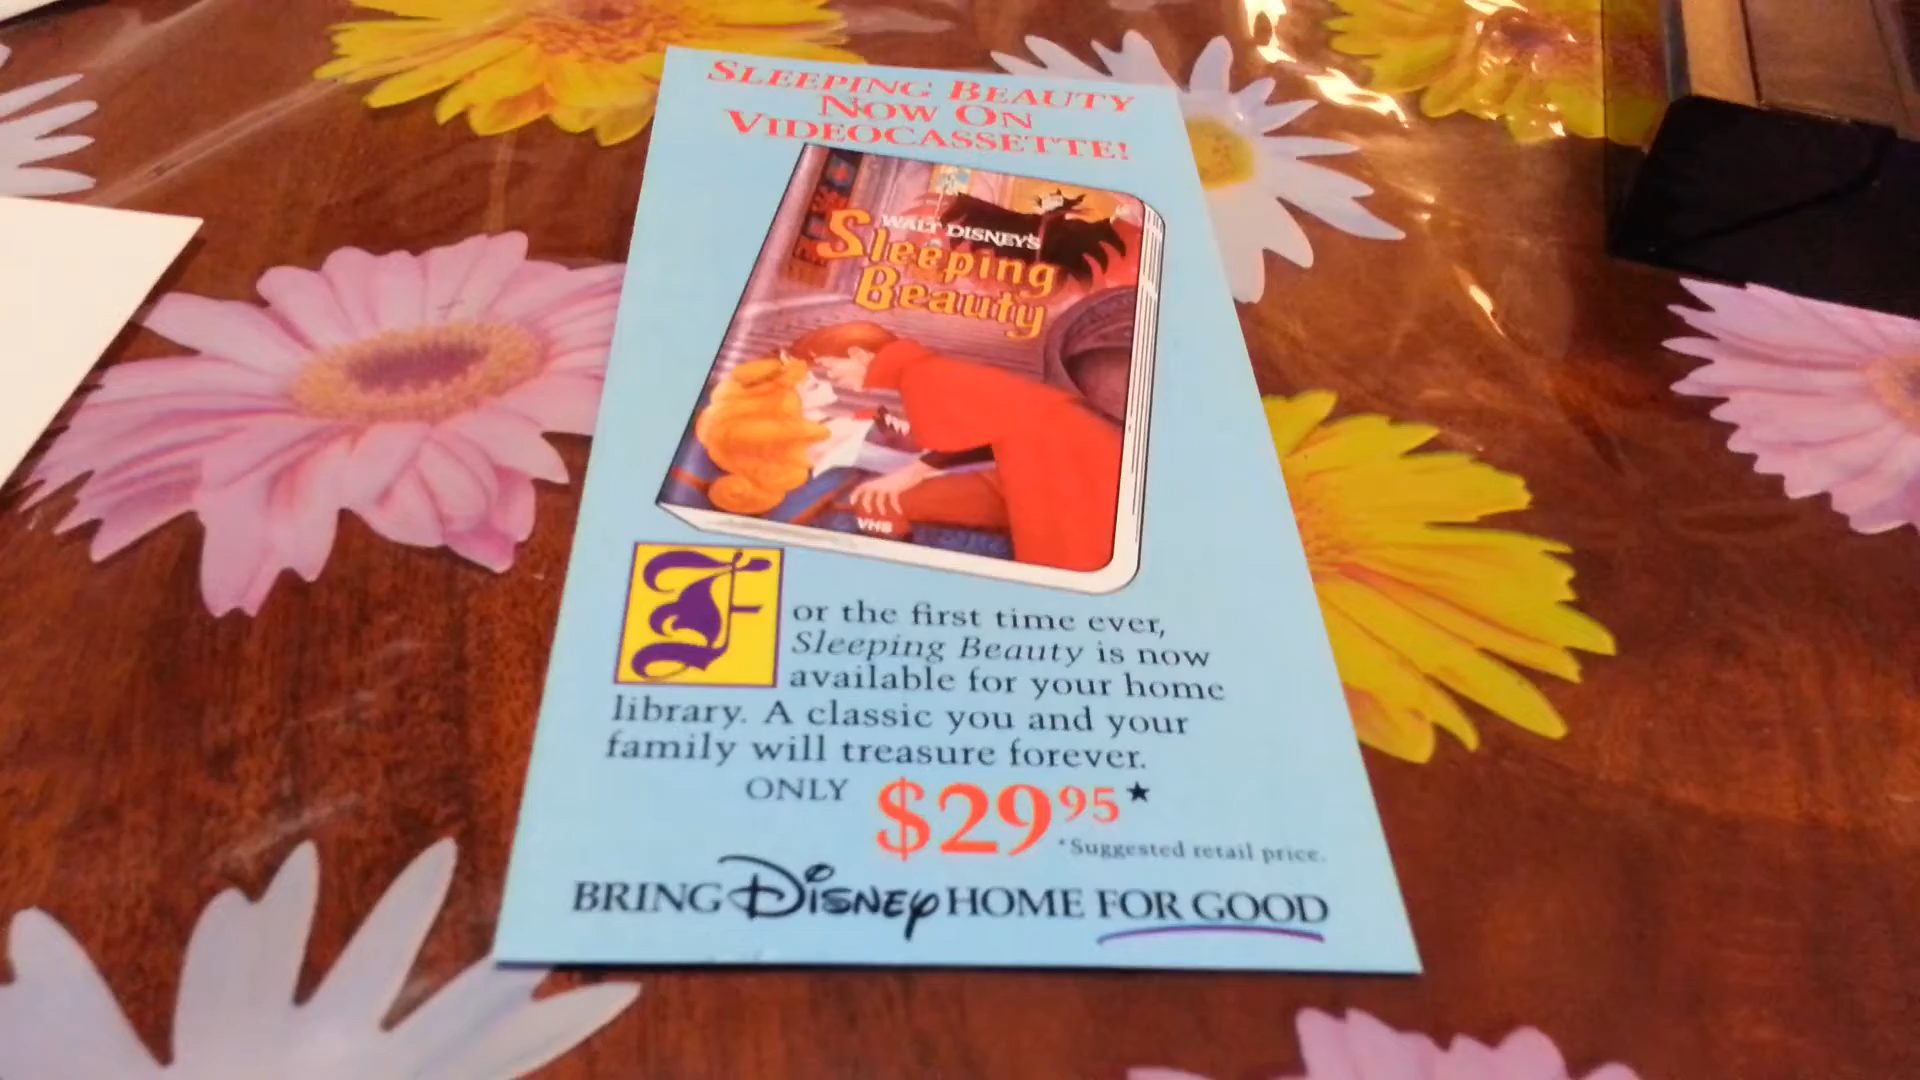 SLEEPING BEAUTY
NOW ON
VIDEOCASSETTE!
WALT DISNEY'S
Sleeping
Beauty
VHS
For the first time ever,
Sleeping Beauty is now
available for your home
library. A classic you and your
family will treasure forever.
ONLY $29 95★
*Suggested retail price.
BRING Disney HOME FOR GOOD